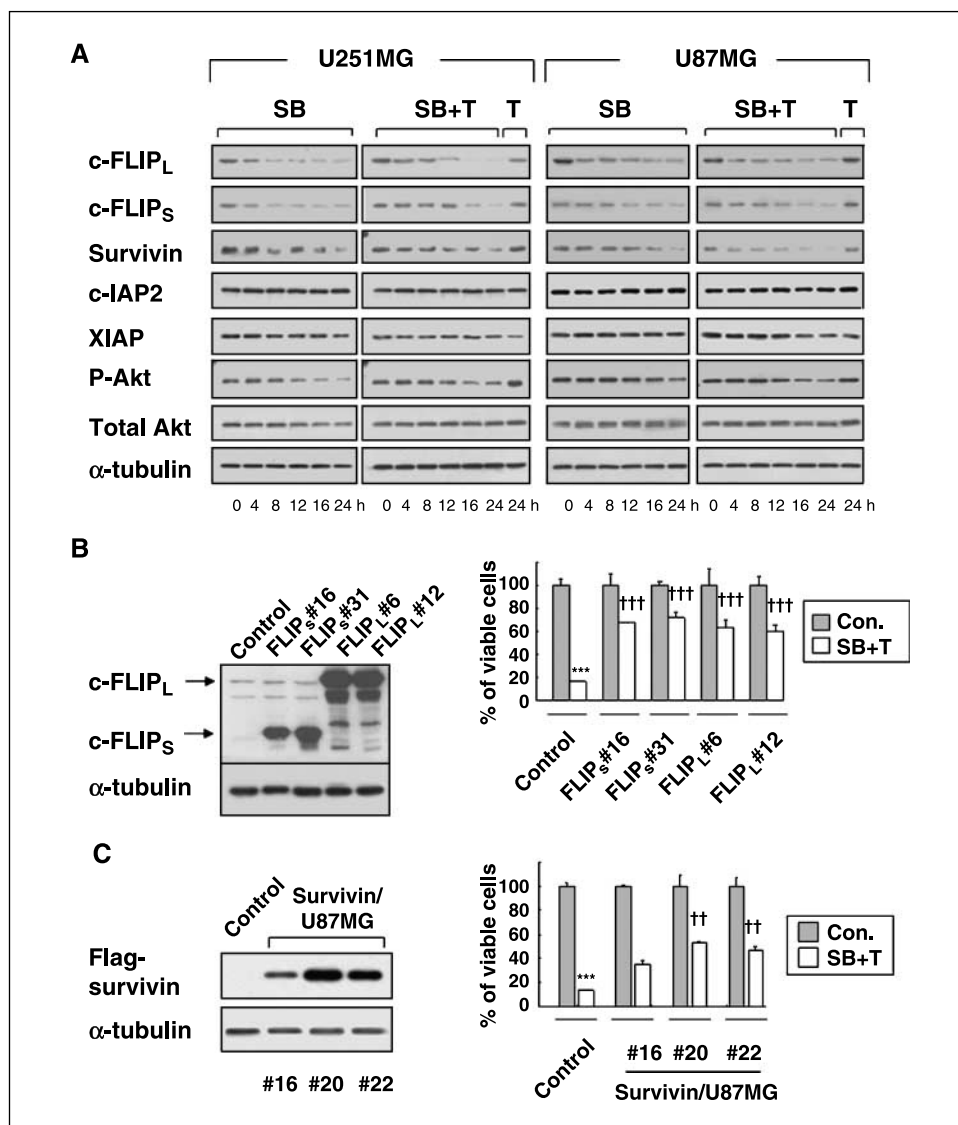 A
U251MG U87MG
SB SB+T T SB SB+T T
c-FLIPL
c-FLIPS
Survivin
c-IAP2
XIAP
P-Akt
Total Akt
α-tubulin
0 4 8 12 16 24 h 0 4 8 12 16 24 24 h 0 4 8 12 16 24 h 0 4 8 12 16 24 24 h
B
Control
FLIPs#16
FLIPs#31
FLIPL#6
FLIPL#12
c-FLIPL
c-FLIPS
α-tubulin
% of viable cells
100
80
60
40
20
0
*** ††† ††† ††† †††
Con.
SB+T
Control
FLIPs#16
FLIPs#31
FLIPL#6
FLIPL#12
C
Control
Survivin/
U87MG
Flag-
survivin
α-tubulin
#16 #20 #22
% of viable cells
100
80
60
40
20
0
*** †† ††
Con.
SB+T
Control
#16 #20 #22
Survivin/U87MG